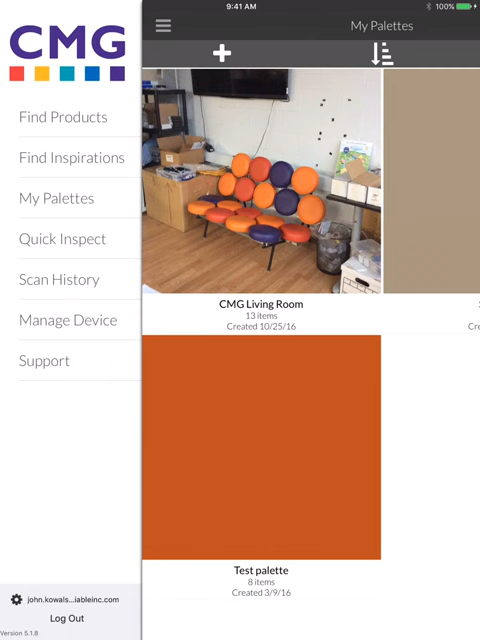 9:41 AM
100%
CMG
My Palettes
Find Products
Find Inspirations
My Palettes
Quick Inspect
Scan History
Manage Device
Support
CMG Living Room
13 items
Created 10/25/16
Test palette
8 items
Created 3/9/16
john.kowals...iableinc.com
Log Out
Version 5.1.8